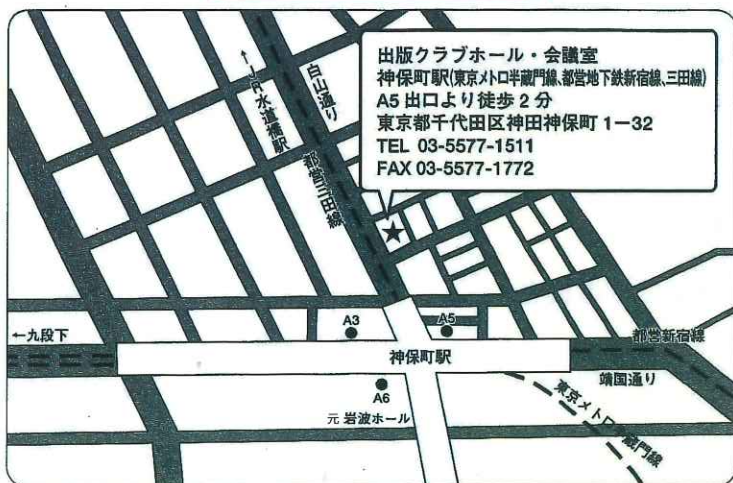 出版クラブホール・会議室
神保町駅(東京メトロ半蔵門線、都営地下鉄新宿線、三田線)
A5出口より徒歩2分
東京都千代田区神田神保町1-32
TEL 03-5577-1511
FAX 03-5577-1772
←JR水道橋駅
白山通り
都営三田線
★
←九段下
A3
A5
神保町駅
都営新宿線
靖国通り
A6
元 岩波ホール
東京メトロ半蔵門線